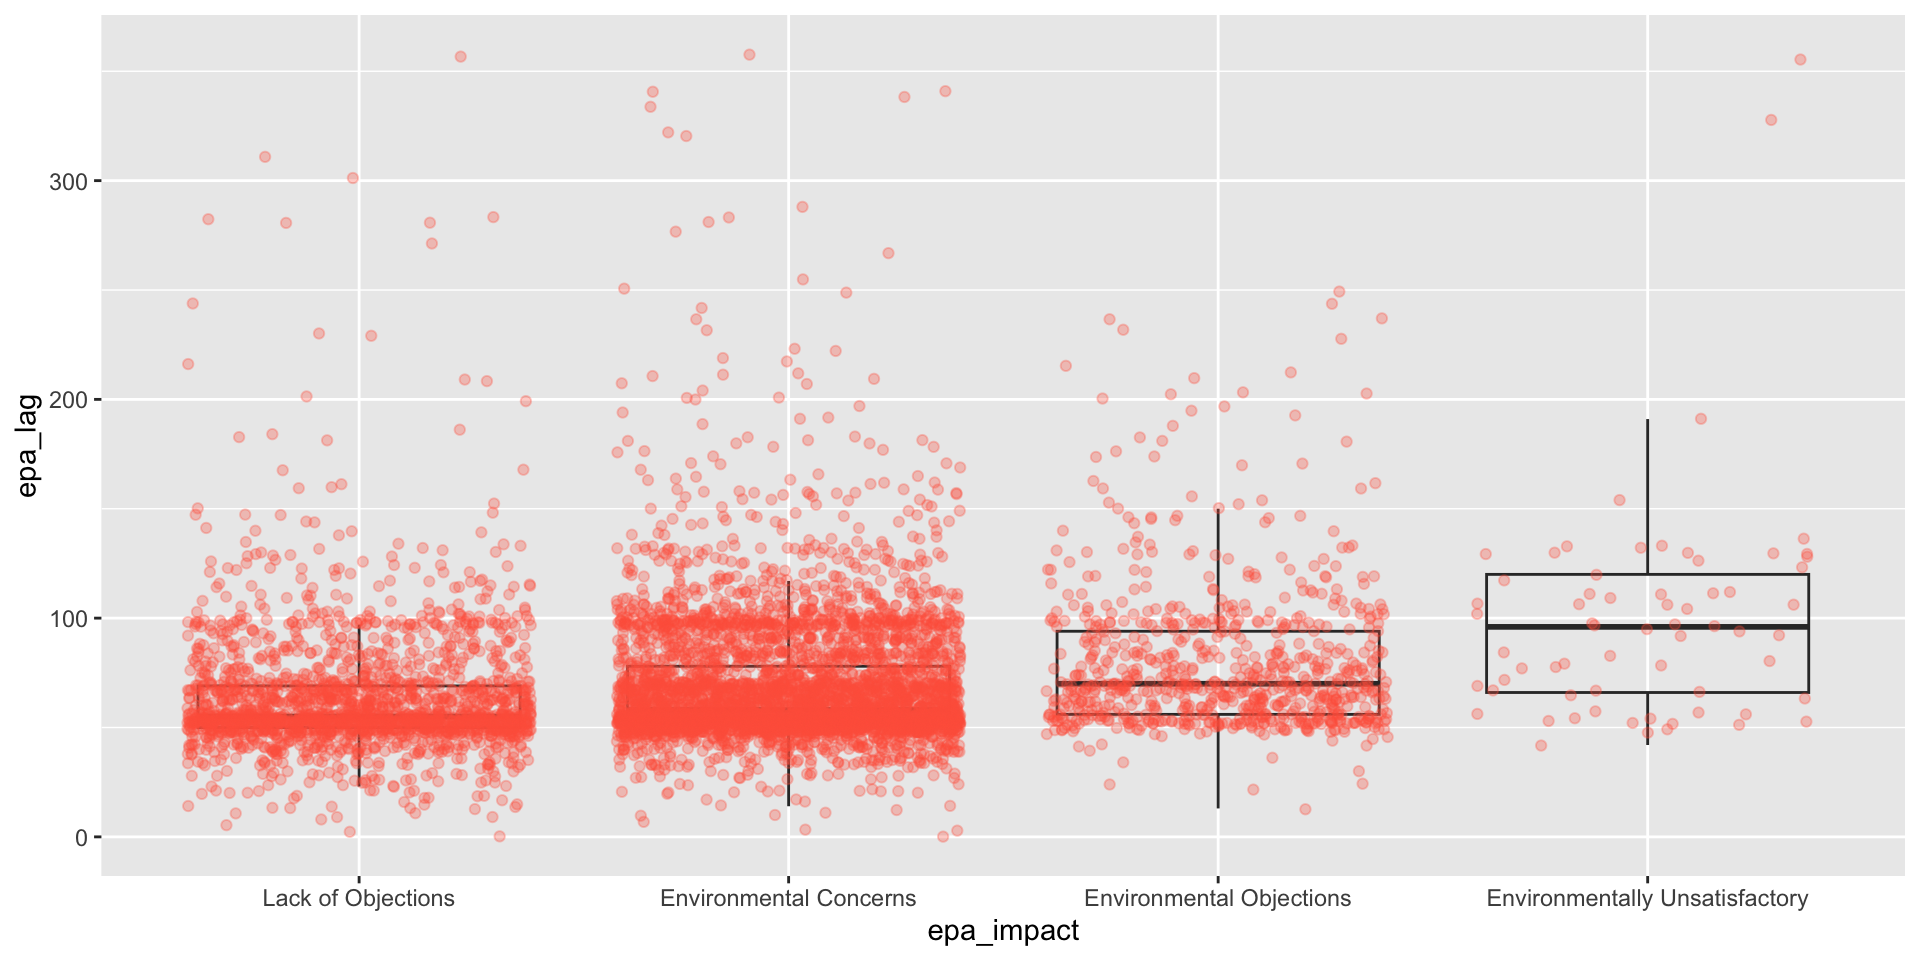 300
200
100
0
epa_lag
Lack of Objections
Environmental Concerns
Environmental Objections
Environmentally Unsatisfactory
epa_impact